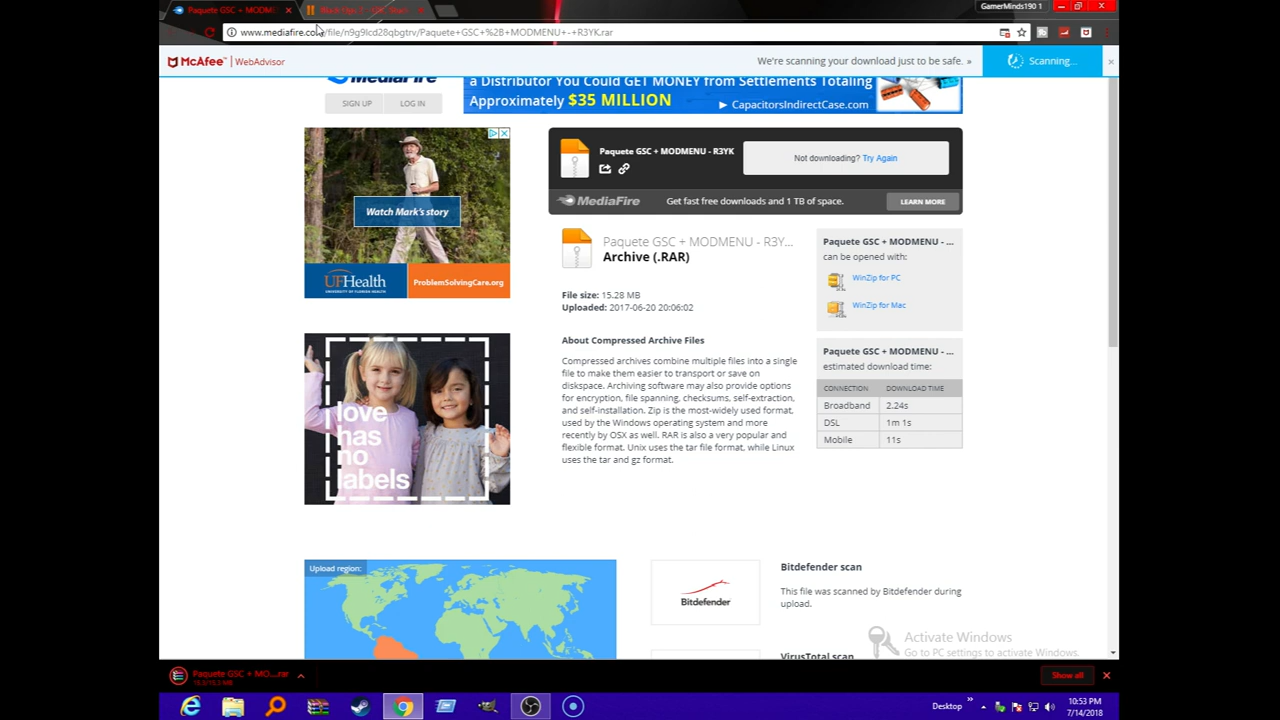 Paquete GSC + MODM
GamerMinds190 1
www.mediafire.com/file/n9g9lcd28qbgtrv/Paquete+GSC+%2B+MODMENU+-+R3YK.rar
McAfee | WebAdvisor
We're scanning your download just to be safe. »
Scanning...
MEDIAFIRE
SIGN UP
LOG IN
a Distributor You Could GET MONEY from Settlements Totaling
Approximately $35 MILLION
► CapacitorsIndirectCase.com
Watch Mark's story
UFHealth
UNIVERSITY OF FLORIDA HEALTH
ProblemSolvingCare.org
Paquete GSC + MODMENU - R3YK
Not downloading? Try Again
MediaFire
Get fast free downloads and 1 TB of space.
LEARN MORE
Paquete GSC + MODMENU - R3Y...
Archive (.RAR)
File size: 15.28 MB
Uploaded: 2017-06-20 20:06:02
About Compressed Archive Files
Compressed archives combine multiple files into a single
file to make them easier to transport or save on
diskspace. Archiving software may also provide options
for encryption, file spanning, checksums, self-extraction,
and self-installation. Zip is the most-widely used format,
used by the Windows operating system and more
recently by OSX as well. RAR is also a very popular and
flexible format. Unix uses the tar file format, while Linux
uses the tar and gz format.
Paquete GSC + MODMENU - ...
can be opened with:
WinZip for PC
WinZip for Mac
Paquete GSC + MODMENU - ...
estimated download time:
CONNECTION DOWNLOAD TIME
Broadband 2.24s
DSL 1m 1s
Mobile 11s
love
has
no
labels
Upload region:
Bitdefender
Bitdefender scan
This file was scanned by Bitdefender during
upload.
VirusTotal scan
Activate Windows
Go to PC settings to activate Windows.
Paquete GSC + MO....rar
Show all
Desktop
10:53 PM
7/14/2018